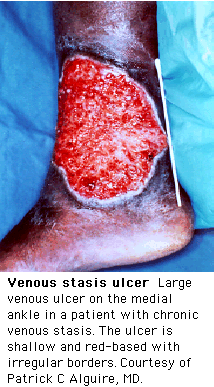 Venous stasis ulcer Large
venous ulcer on the medial
ankle in a patient with chronic
venous stasis. The ulcer is
shallow and red-based with
irregular borders. Courtesy of
Patrick C Alguire, MD.